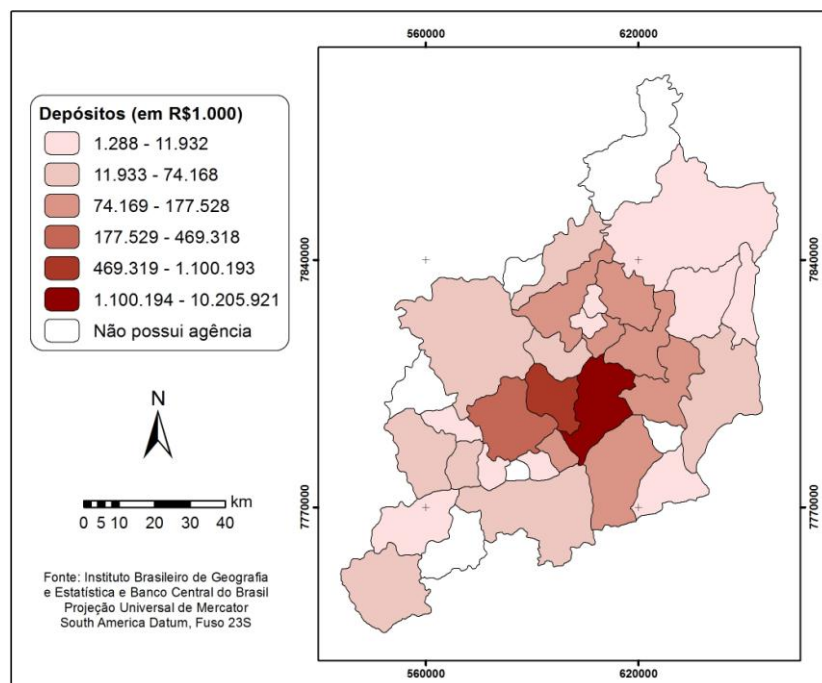 560000 620000
Depósitos (em R$1.000)
1.288 - 11.932
11.933 - 74.168
74.169 - 177.528
177.529 - 469.318
469.319 - 1.100.193
1.100.194 - 10.205.921
Não possui agência
7840000 7840000
N
km
0 5 10 20 30 40
7770000 7770000
Fonte: Instituto Brasileiro de Geografia
e Estatística e Banco Central do Brasil
Projeção Universal de Mercator
South America Datum, Fuso 23S
560000 620000